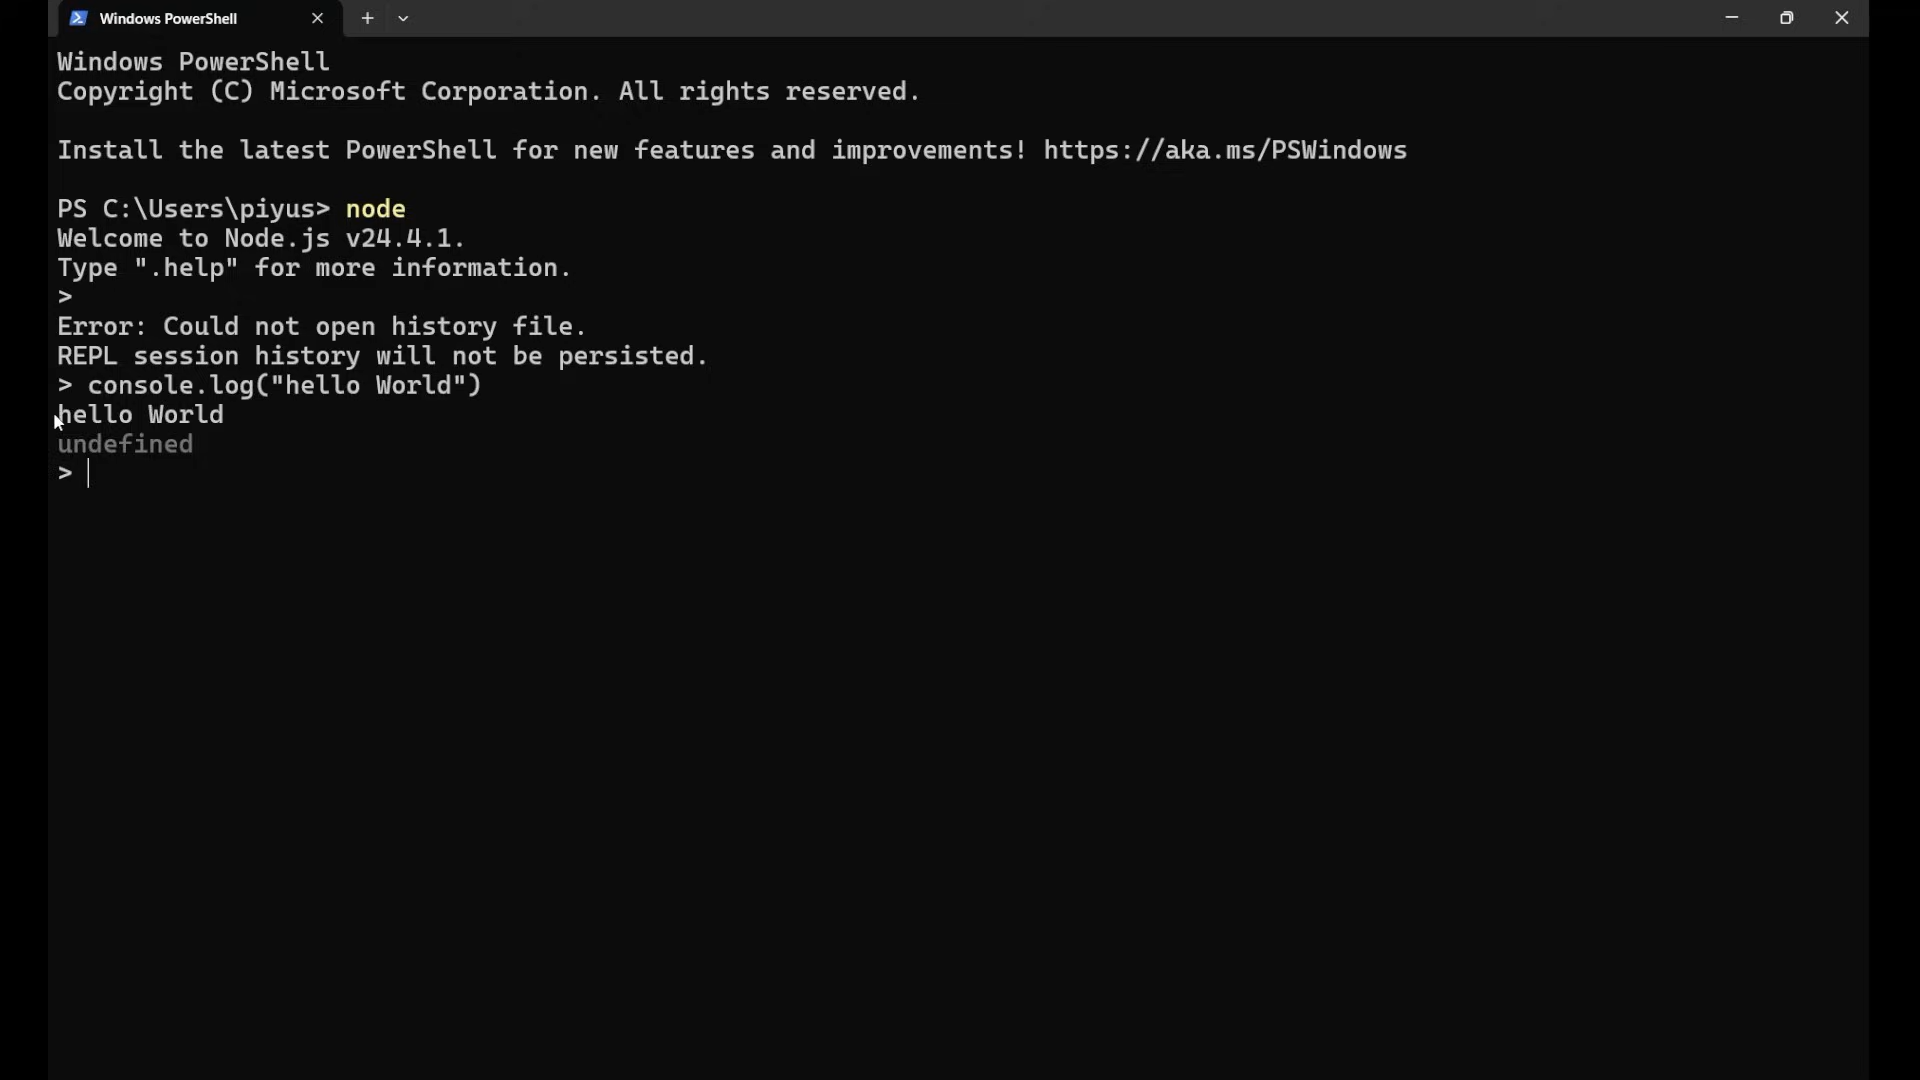 Windows PowerShell
Windows PowerShell
Copyright (C) Microsoft Corporation. All rights reserved.
Install the latest PowerShell for new features and improvements! https://aka.ms/PSWindows
PS C:\Users\piyus> node
Welcome to Node.js v24.4.1.
Type ".help" for more information.
>
Error: Could not open history file.
REPL session history will not be persisted.
> console.log("hello World")
hello World
undefined
>